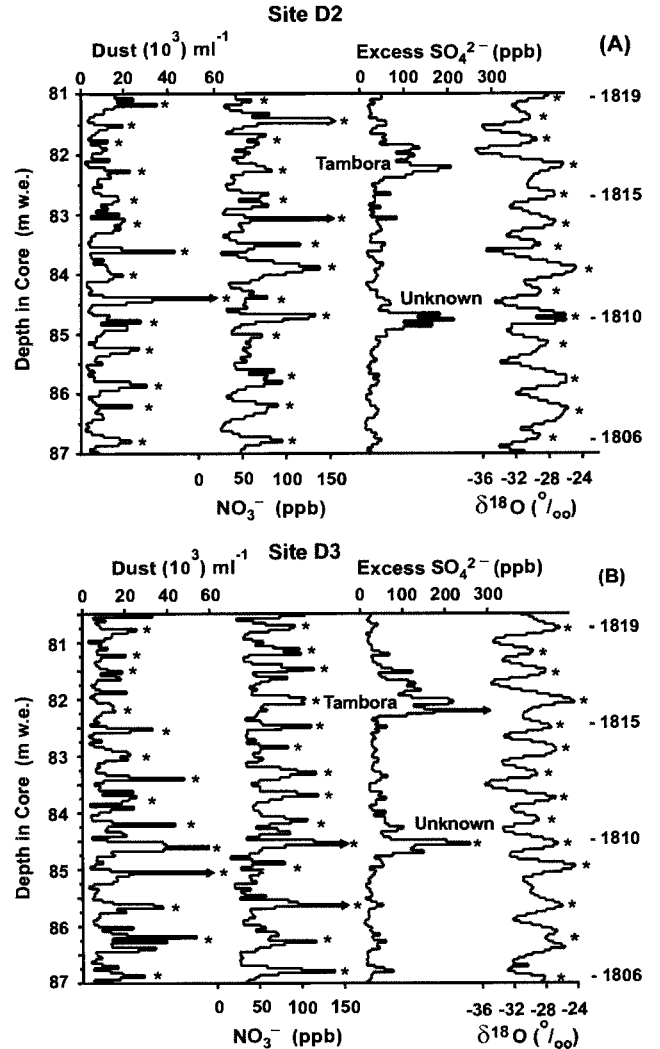 Site D2
(A)
Dust (10³) ml⁻¹
Excess SO₄²⁻ (ppb)
0 20 40 60
0 100 200 300
81
82
83
84
85
86
87
Depth in Core (m w.e.)
Tambora
Unknown
- 1819
- 1815
- 1810
- 1806
0 50 100 150
-36 -32 -28 -24
NO₃⁻ (ppb)
δ¹⁸O (⁰/₀₀)
Site D3
(B)
Dust (10³) ml⁻¹
Excess SO₄²⁻ (ppb)
0 20 40 60
0 100 200 300
81
82
83
84
85
86
87
Depth in Core (m w.e.)
Tambora
Unknown
- 1819
- 1815
- 1810
- 1806
0 50 100 150
-36 -32 -28 -24
NO₃⁻ (ppb)
δ¹⁸O (⁰/₀₀)